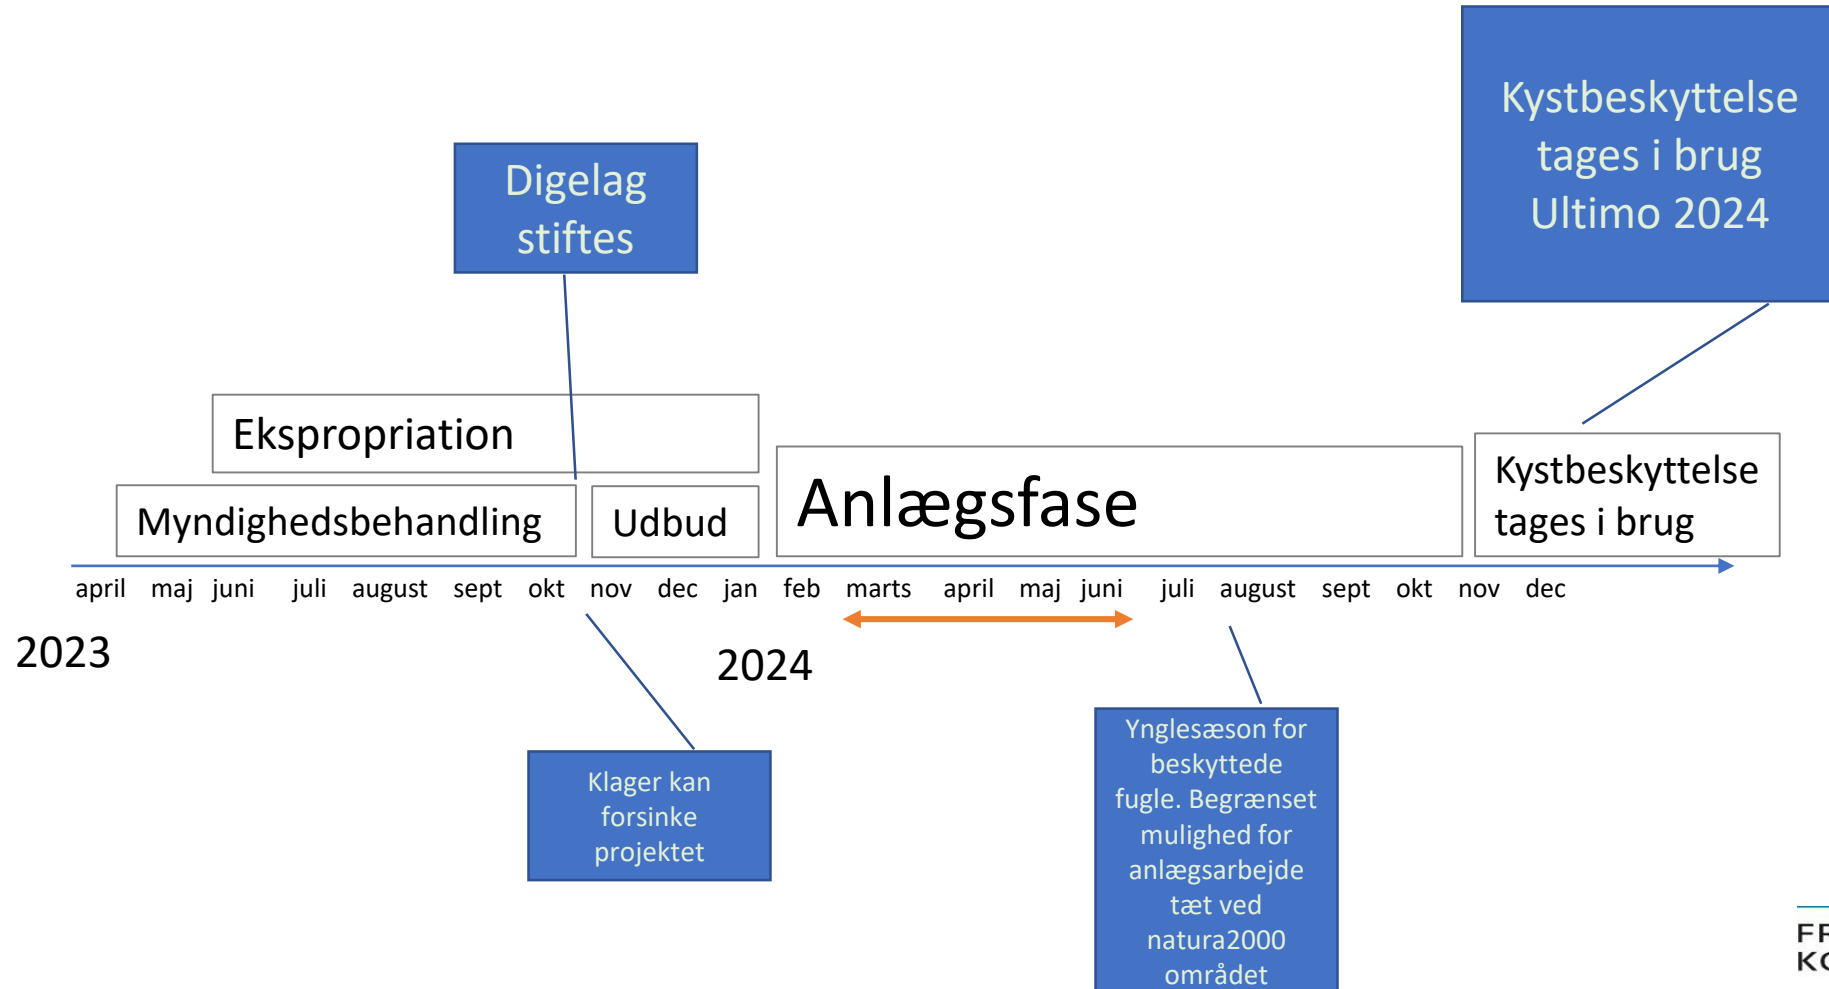 Kystbeskyttelse
tages i brug
Ultimo 2024
Digelag
stiftes
Ekspropriation
Myndighedsbehandling
Udbud
Anlægsfase
Kystbeskyttelse
tages i brug
april maj juni juli august sept okt nov dec jan feb marts april maj juni juli august sept okt nov dec
2023
2024
Klager kan
forsinke
projektet
Ynglesæson for
beskyttede
fugle. Begrænset
mulighed for
anlægsarbejde
tæt ved
natura2000
området